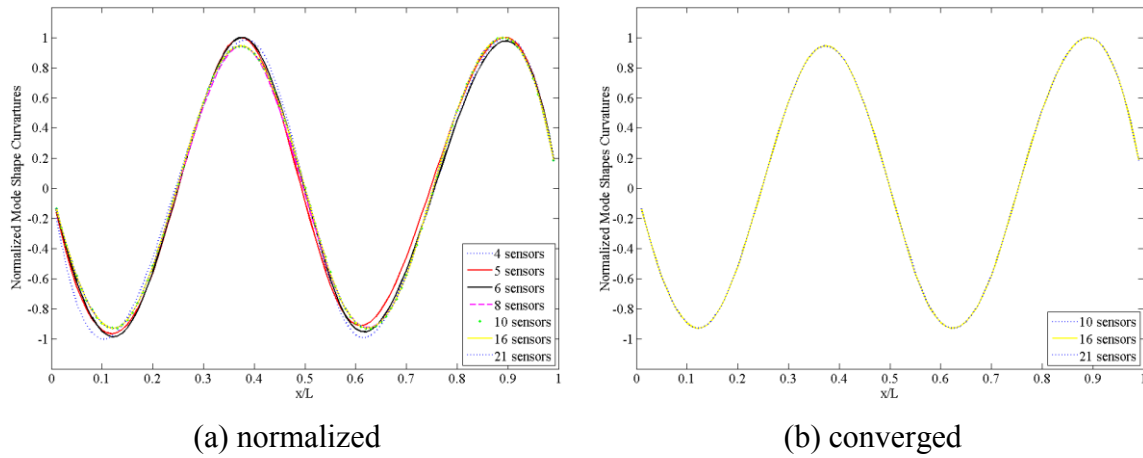 Normalized Mode Shape Curvartures
1
0.8
0.6
0.4
0.2
0
-0.2
-0.4
-0.6
-0.8
-1
0 0.1 0.2 0.3 0.4 0.5 0.6 0.7 0.8 0.9 1
x/L
4 sensors
5 sensors
6 sensors
8 sensors
10 sensors
16 sensors
21 sensors
(a) normalized
Normalized Mode Shapes Curvartures
1
0.8
0.6
0.4
0.2
0
-0.2
-0.4
-0.6
-0.8
-1
0 0.1 0.2 0.3 0.4 0.5 0.6 0.7 0.8 0.9 1
x/L
10 sensors
16 sensors
21 sensors
(b) converged